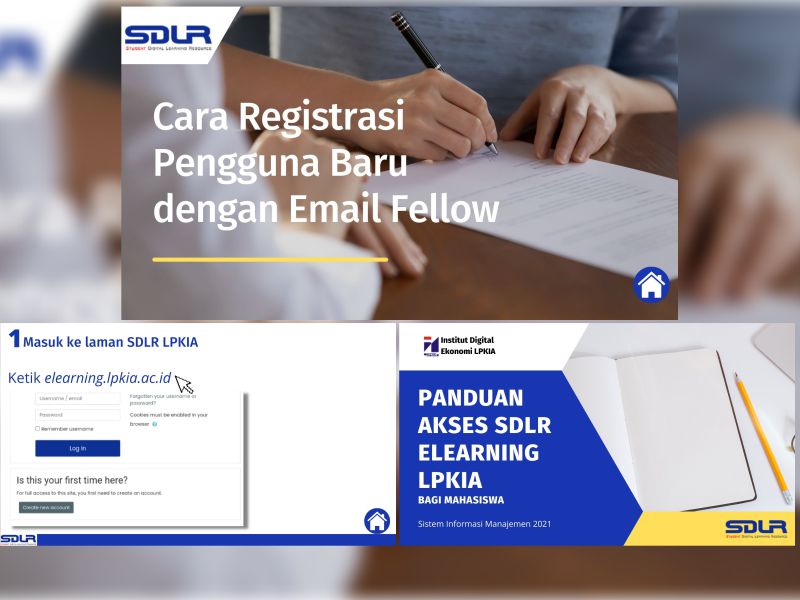 SDLR
STUDENT DIGITAL LEARNING RESOURCE
Cara Registrasi
Pengguna Baru
dengan Email Fellow
1 Masuk ke laman SDLR LPKIA
Ketik elearning.lpkia.ac.id
Username / email
Password
Remember username
Log in
Forgotten your username or
password?
Cookies must be enabled in your
browser
Is this your first time here?
For full access to this site, you first need to create an account.
Create new account
SDLR
Institut Digital
Ekonomi LPKIA
PANDUAN
AKSES SDLR
ELEARNING
LPKIA
BAGI MAHASISWA
Sistem Informasi Manajemen 2021
SDLR
STUDENT DIGITAL LEARNING RESOURCE